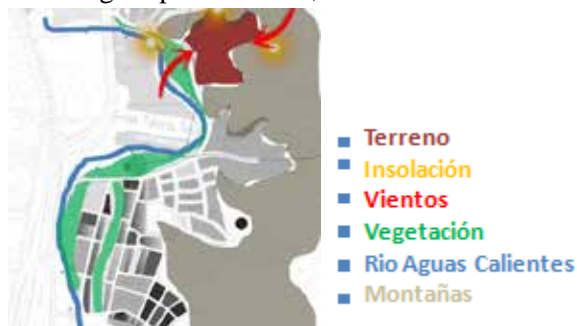 Terreno
Insolación
Vientos
Vegetación
Rio Aguas Calientes
Montañas